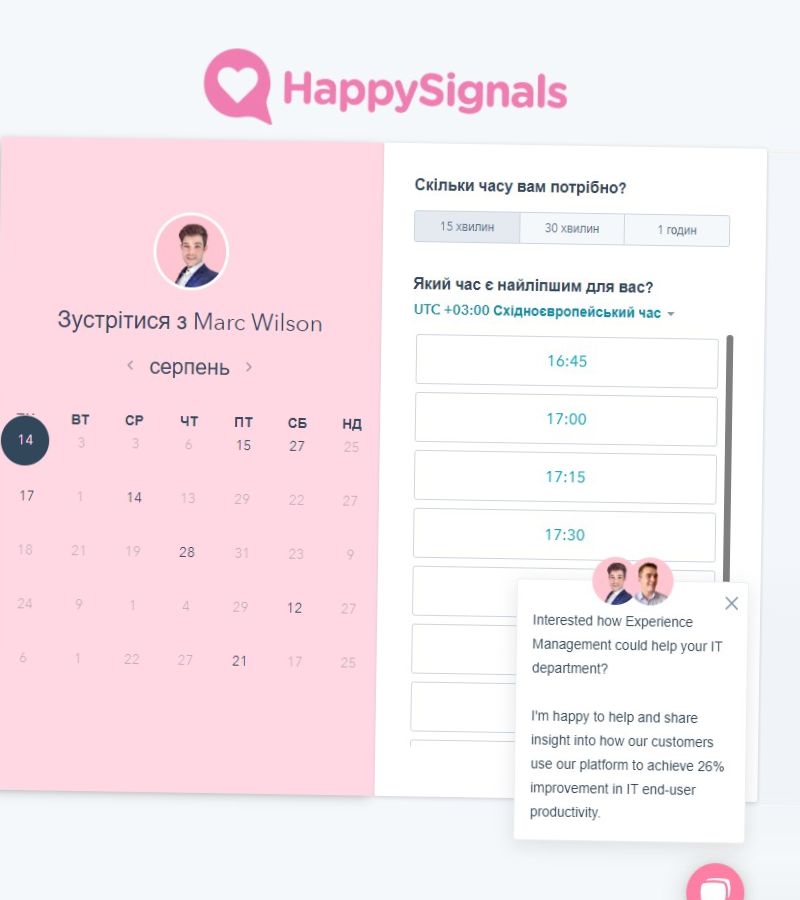 HappySignals
Зустрітися з Marc Wilson
серпень
ВТ СР ЧТ ПТ СБ НД
14 3 3 6 15 27 25
17 1 14 13 29 22 27
18 21 19 28 31 23 9
24 9 1 4 29 12 27
6 1 22 27 21 17 25
Скільки часу вам потрібно?
15 хвилин 30 хвилин 1 годин
Який час є найліпшим для вас?
UTC +03:00 Східноєвропейський час
16:45
17:00
17:15
17:30
Interested how Experience
Management could help your IT
department?
I'm happy to help and share
insight into how our customers
use our platform to achieve 26%
improvement in IT end-user
productivity.